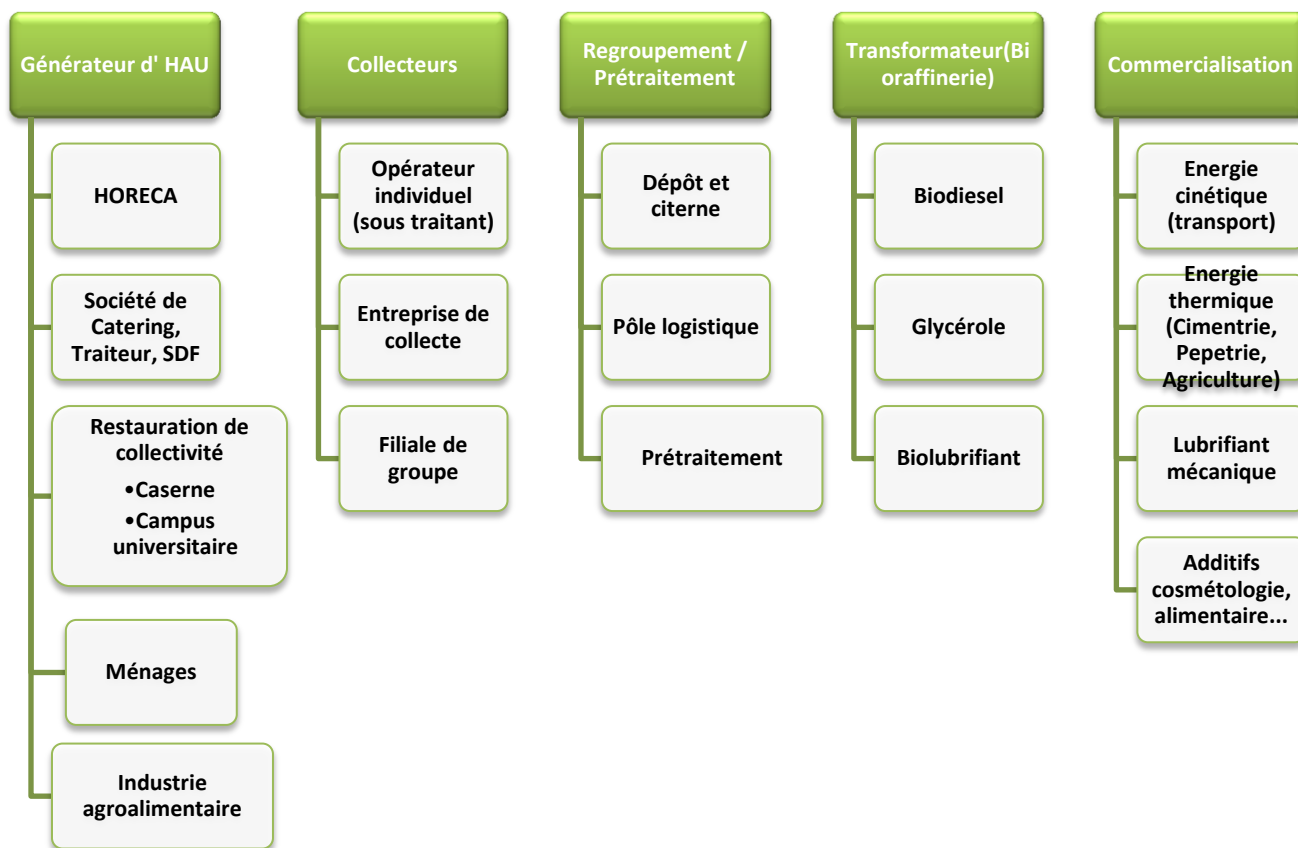 Générateur d' HAU
HORECA
Société de
Catering,
Traiteur, SDF
Restauration de
collectivité
•Caserne
•Campus
universitaire
Ménages
Industrie
agroalimentaire
Collecteurs
Opérateur
individuel
(sous traitant)
Entreprise de
collecte
Filiale de
groupe
Regroupement /
Prétraitement
Dépôt et
citerne
Pôle logistique
Prétraitement
Transformateur(Bi
oraffinerie)
Biodiesel
Glycérole
Biolubrifiant
Commercialisation
Energie
cinétique
(transport)
Energie
thermique
(Cimentrie,
Pepetrie,
Agriculture)
Lubrifiant
mécanique
Additifs
cosmétologie,
alimentaire...